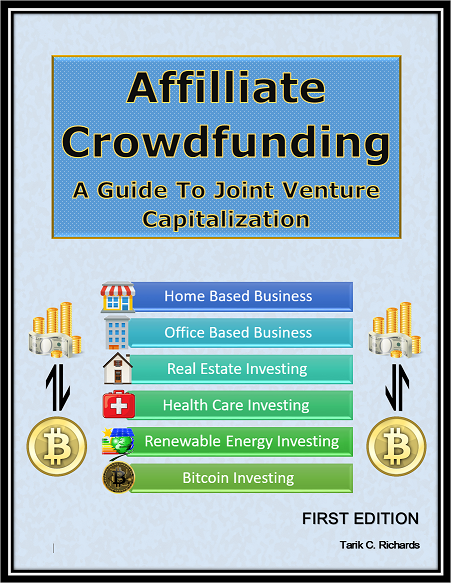 Affilliate
Crowdfunding
A Guide To Joint Venture
Capitalization
Home Based Business
Office Based Business
Real Estate Investing
Health Care Investing
Renewable Energy Investing
Bitcoin Investing
FIRST EDITION
Tarik C. Richards